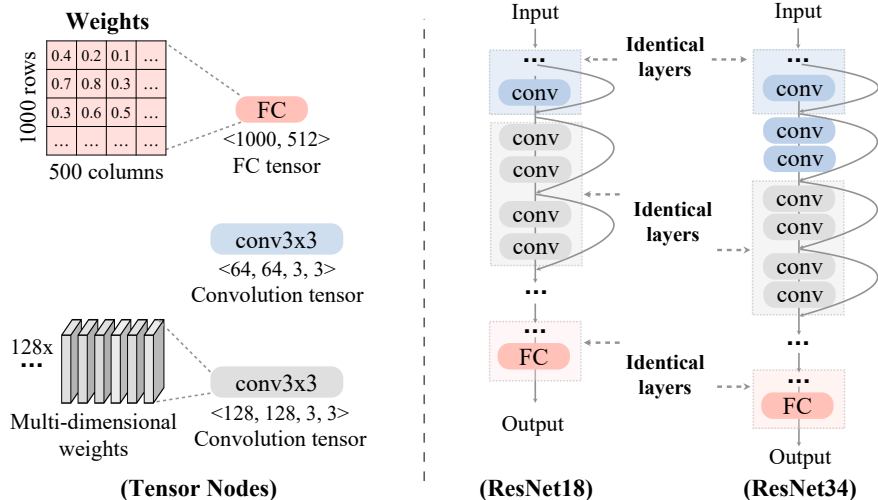 Weights
0.4 0.2 0.1 ...
0.7 0.8 0.3 ...
0.3 0.6 0.5 ...
... ... ... ...
1000 rows
500 columns
FC
<1000, 512>
FC tensor
conv3x3
<64, 64, 3, 3>
Convolution tensor
128x
...
Multi-dimensional
weights
conv3x3
<128, 128, 3, 3>
Convolution tensor
(Tensor Nodes)
Input
...
conv
conv
conv
conv
conv
...
...
FC
Output
(ResNet18)
Identical
layers
Identical
layers
Identical
layers
Input
...
conv
conv
conv
conv
conv
conv
conv
...
...
FC
Output
(ResNet34)